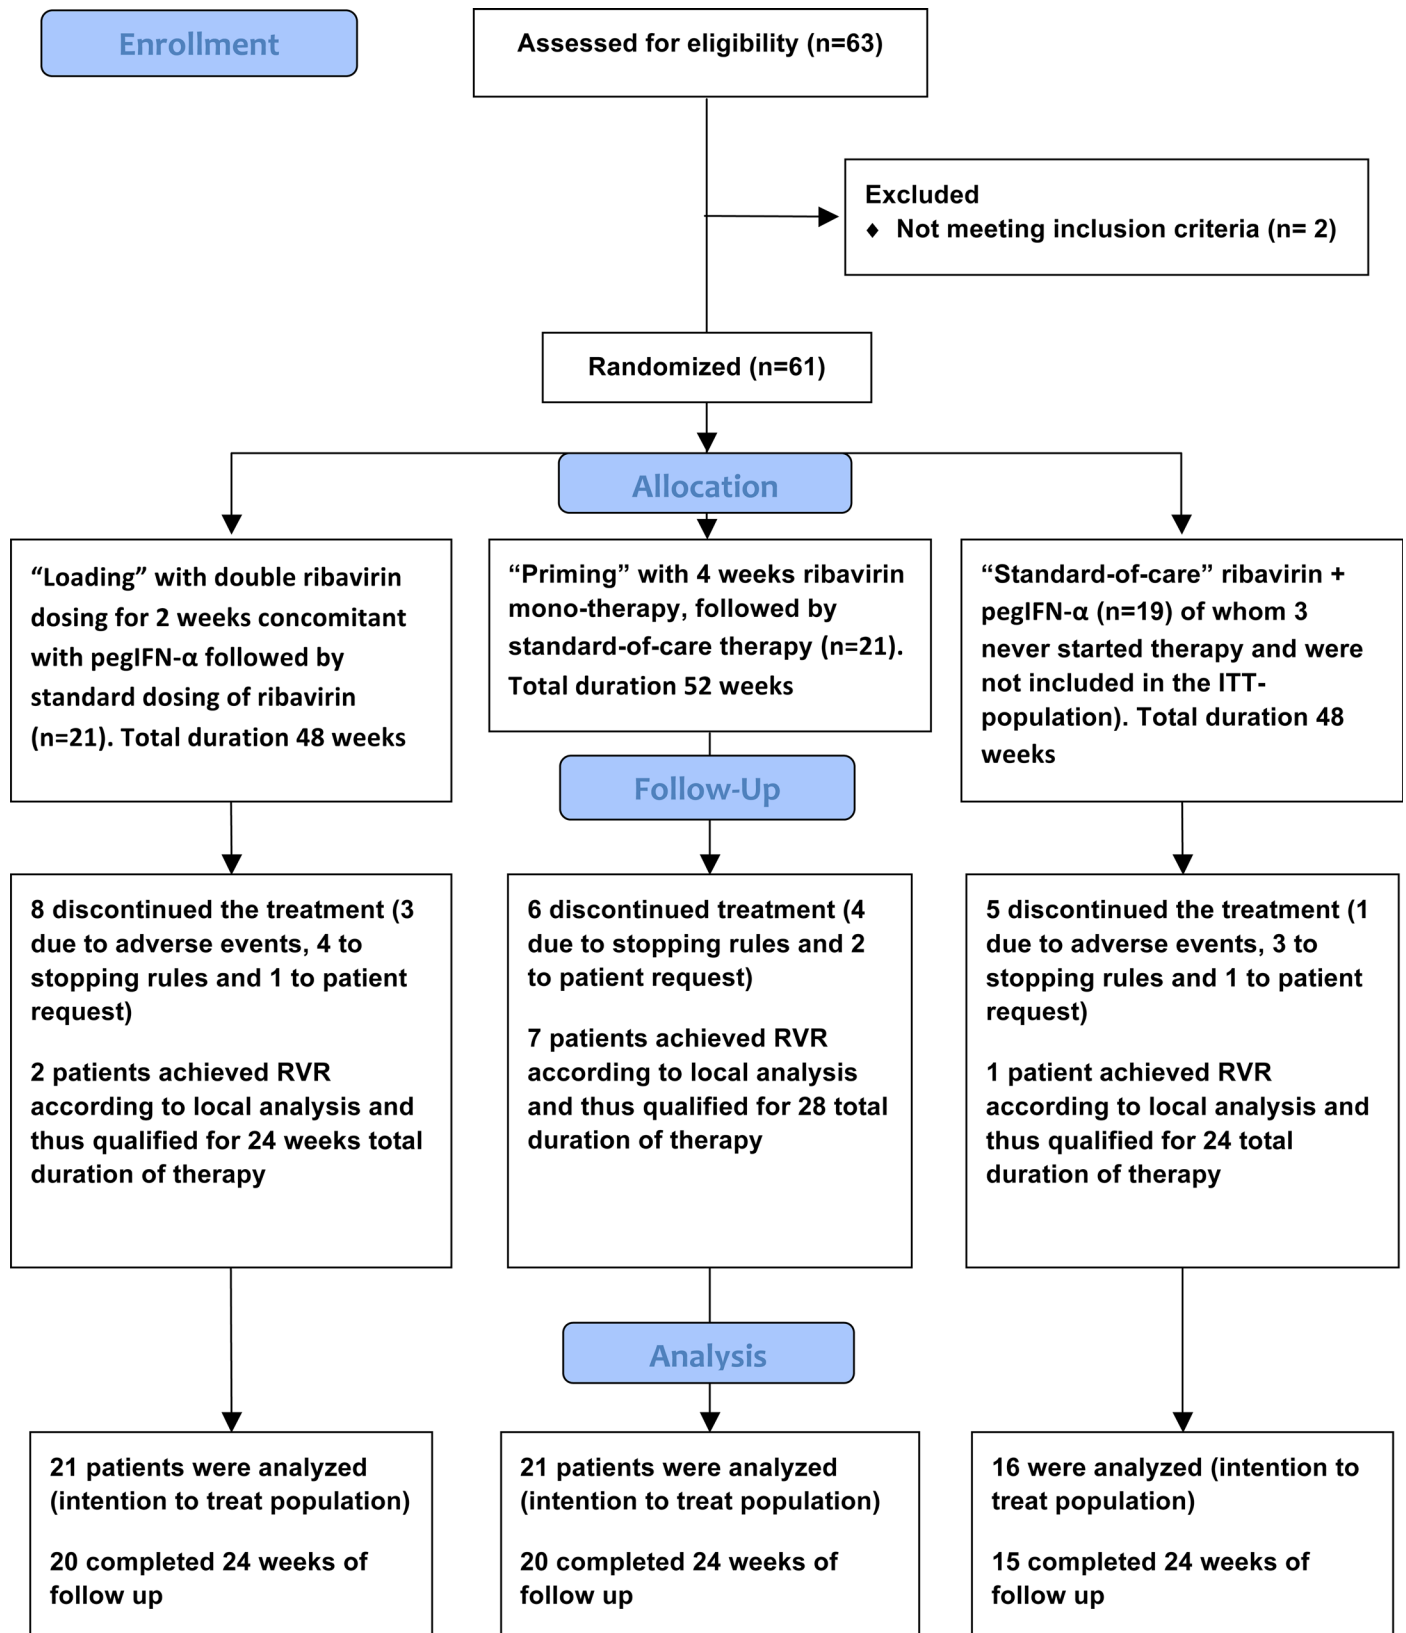 Enrollment
Assessed for eligibility (n=63)
Excluded
♦ Not meeting inclusion criteria (n= 2)
Randomized (n=61)
Allocation
“Loading” with double ribavirin
dosing for 2 weeks concomitant
with pegIFN-α followed by
standard dosing of ribavirin
(n=21). Total duration 48 weeks
“Priming” with 4 weeks ribavirin
mono-therapy, followed by
standard-of-care therapy (n=21).
Total duration 52 weeks
“Standard-of-care” ribavirin +
pegIFN-α (n=19) of whom 3
never started therapy and were
not included in the ITT-
population). Total duration 48
weeks
Follow-Up
8 discontinued the treatment (3
due to adverse events, 4 to
stopping rules and 1 to patient
request)
2 patients achieved RVR
according to local analysis and
thus qualified for 24 weeks total
duration of therapy
6 discontinued treatment (4
due to stopping rules and 2
to patient request)
7 patients achieved RVR
according to local analysis
and thus qualified for 28 total
duration of therapy
5 discontinued the treatment (1
due to adverse events, 3 to
stopping rules and 1 to patient
request)
1 patient achieved RVR
according to local analysis and
thus qualified for 24 total
duration of therapy
Analysis
21 patients were analyzed
(intention to treat population)
20 completed 24 weeks of
follow up
21 patients were analyzed
(intention to treat population)
20 completed 24 weeks of
follow up
16 were analyzed (intention to
treat population)
15 completed 24 weeks of
follow up